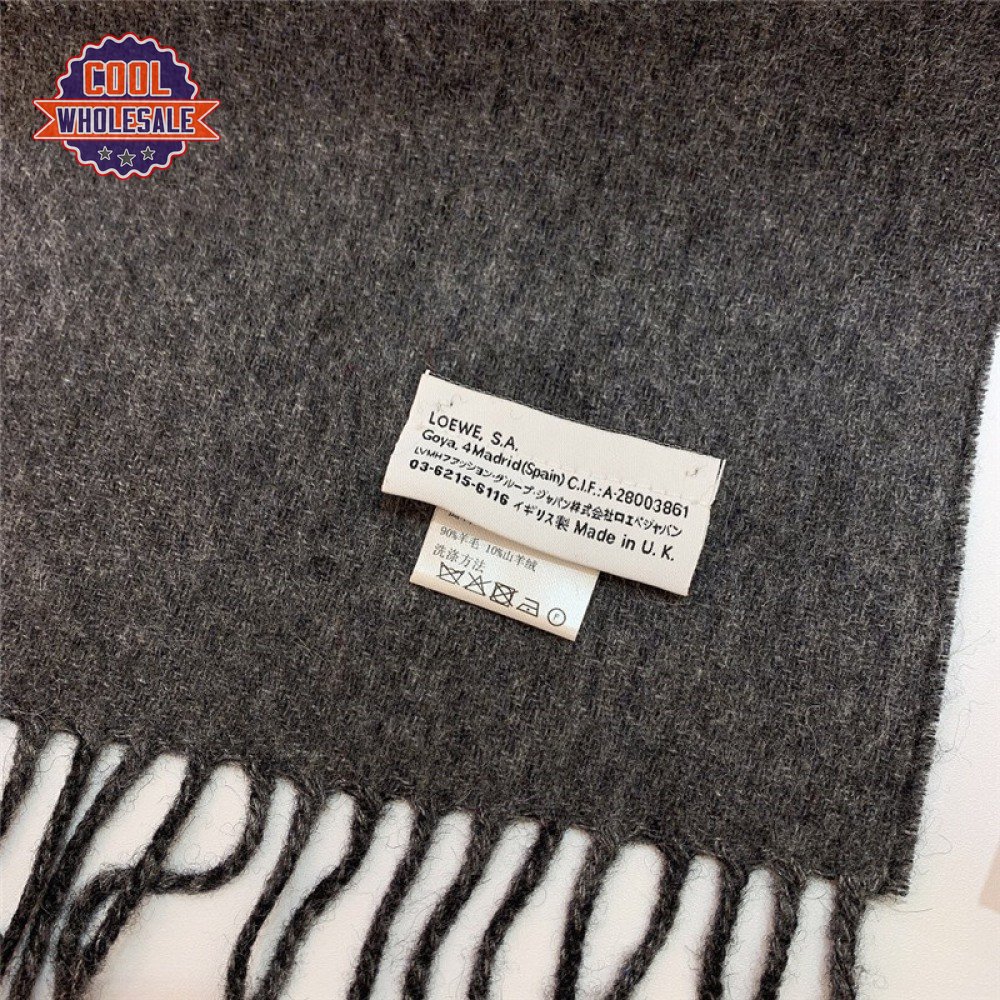 COOL
WHOLESALE
LOEWE, S.A.
Goya, 4 Madrid (Spain) C.I.F.: A-28003861
LVMHファッション・グループ・ジャパン株式会社ロエベジャパン
03-6215-6116 イギリス製 Made in U. K.
90%羊毛 10%山羊绒
洗涤方法
P